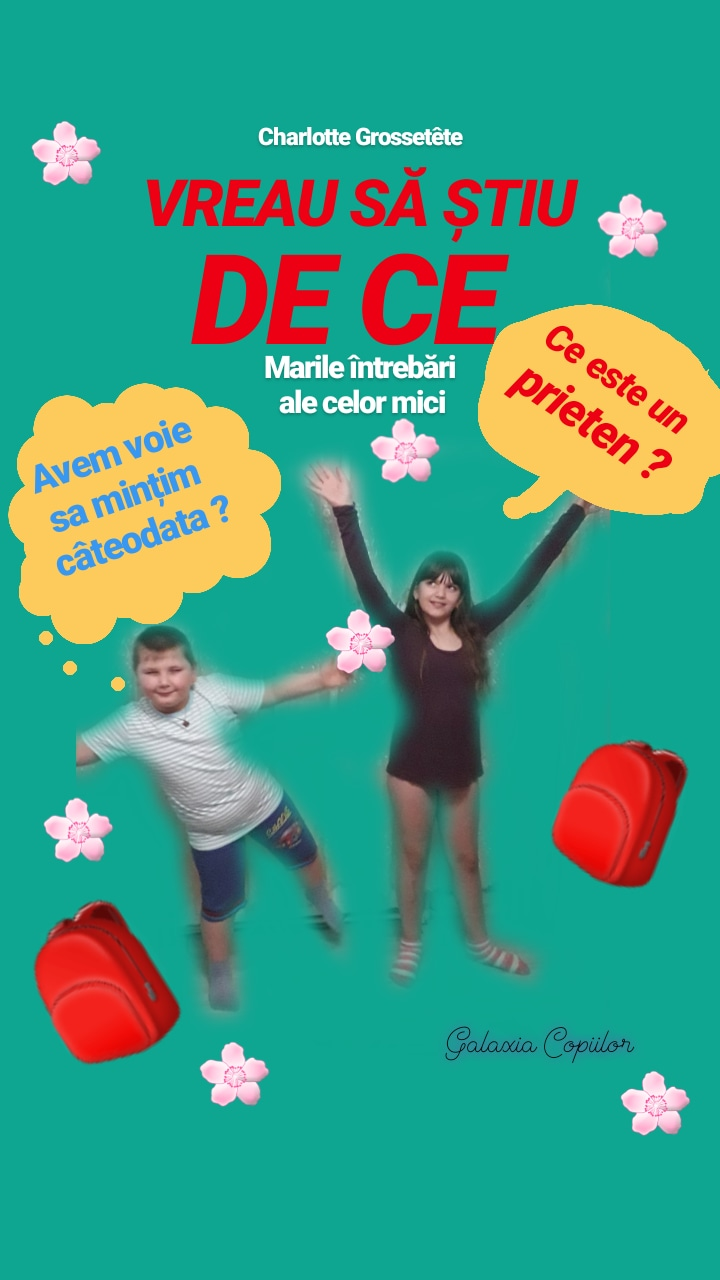 Charlotte Grossetête
VREAU SĂ ȘTIU
DE CE
Marile întrebări
ale celor mici
Ce este un
prieten ?
Avem voie
sa mințim
câteodata ?
Galaxia Copiilor